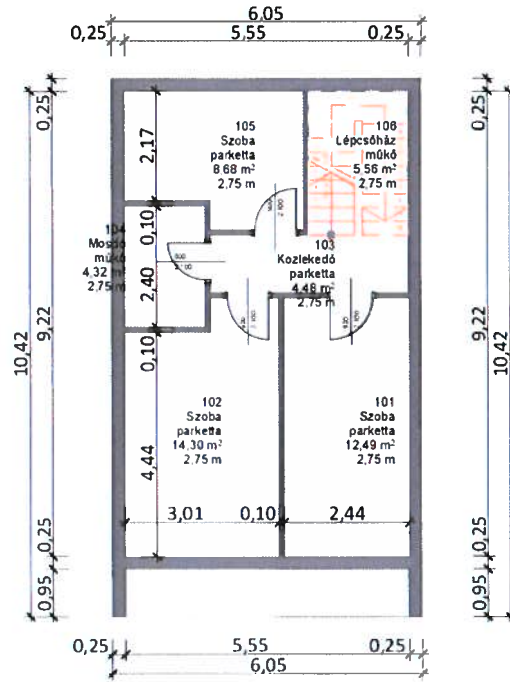 6,05
0,25 5,55 0,25
105
Szoba
parketta
8.68 m²
2,75 m
106
Lépcsőház
műkő
5,56 m²
2,75 m
104
Mosdó
műkő
4,32 m²
2,75 m
103
Közlekedő
parketta
4,48 m²
2,75 m
102
Szoba
parketta
14,30 m²
2,75 m
101
Szoba
parketta
12,49 m²
2,75 m
2,17
0,10
2,40
0,10
4,44
3,01 0,10 2,44
0,25
9,22
10,42
0,25
0,95
0,25
9,22
10,42
0,25
0,95
0,25 5,55 0,25
6,05